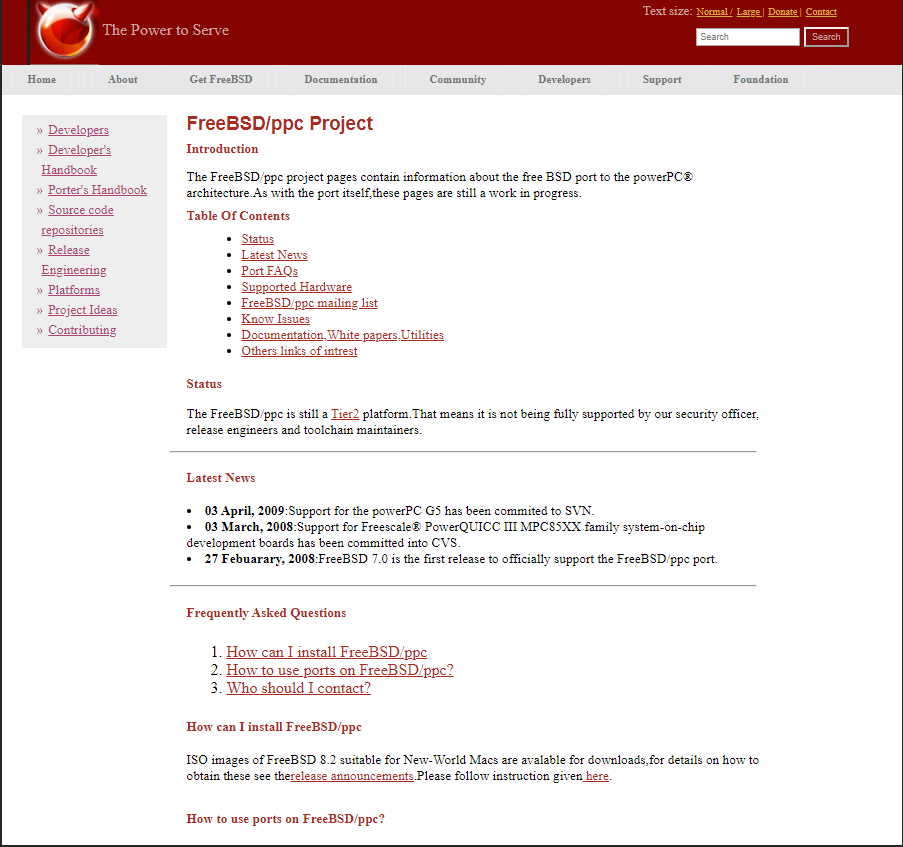 Text size: Normal / Large | Donate | Contact
The Power to Serve
Search Search
Home About Get FreeBSD Documentation Community Developers Support Foundation
» Developers
» Developer's
Handbook
» Porter's Handbook
» Source code
repositories
» Release
Engineering
» Platforms
» Project Ideas
» Contributing
FreeBSD/ppc Project
Introduction
The FreeBSD/ppc project pages contain information about the free BSD port to the powerPC®
architecture.As with the port itself,these pages are still a work in progress.
Table Of Contents
• Status
• Latest News
• Port FAQs
• Supported Hardware
• FreeBSD/ppc mailing list
• Know Issues
• Documentation,White papers,Utilities
• Others links of intrest
Status
The FreeBSD/ppc is still a Tier2 platform.That means it is not being fully supported by our security officer,
release engineers and toolchain maintainers.
Latest News
• 03 April, 2009:Support for the powerPC G5 has been commited to SVN.
• 03 March, 2008:Support for Freescale® PowerQUICC III MPC85XX family system-on-chip
development boards has been committed into CVS.
• 27 Febuarary, 2008:FreeBSD 7.0 is the first release to officially support the FreeBSD/ppc port.
Frequently Asked Questions
1. How can I install FreeBSD/ppc
2. How to use ports on FreeBSD/ppc?
3. Who should I contact?
How can I install FreeBSD/ppc
ISO images of FreeBSD 8.2 suitable for New-World Macs are avalable for downloads,for details on how to
obtain these see therelease announcements.Please follow instruction given here.
How to use ports on FreeBSD/ppc?